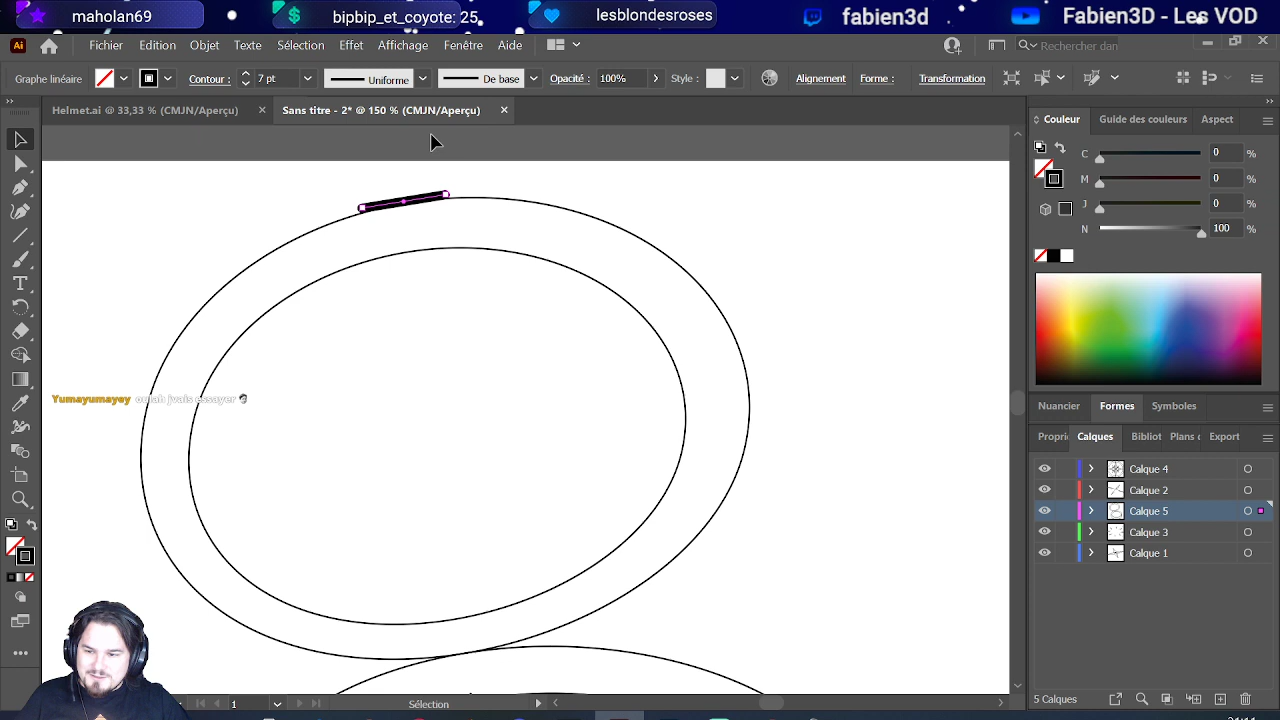 maholan69
bipbip_et_coyote: 25
lesblondesroses
fabien3d
Fabien3D - Les VOD
Ai
Fichier Edition Objet Texte Sélection Effet Affichage Fenêtre Aide
Rechercher dan
Graphe linéaire
Contour :
7 pt
Uniforme
De base
Opacité :
100%
Style :
Alignement
Forme :
Transformation
Helmet.ai @ 33,33 % (CMJN/Aperçu)
Sans titre - 2* @ 150 % (CMJN/Aperçu)
Couleur
Guide des couleurs
Aspect
C 0 %
M 0 %
J 0 %
N 100 %
Yumayumayey oulah jvais essayer
Nuancier
Formes
Symboles
Propri
Calques
Bibliot
Plans d
Export
Calque 4
Calque 2
Calque 5
Calque 3
Calque 1
5 Calques
1
Sélection